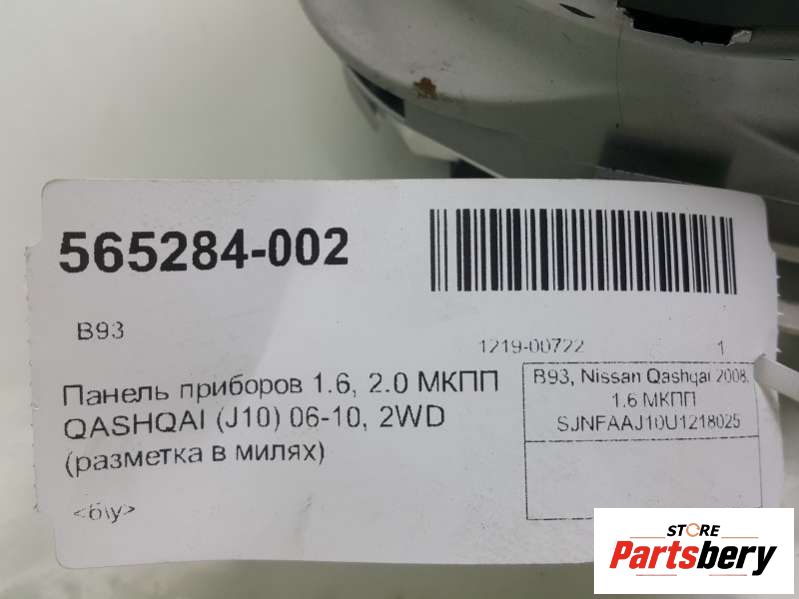 565284-002
B93
1219-00722 1
Панель приборов 1.6, 2.0 МКПП
QASHQAI (J10) 06-10, 2WD
(разметка в милях)
<б\у>
B93, Nissan Qashqai 2008,
1.6 МКПП
SJNFAAJ10U1218025
STORE
Partsbery